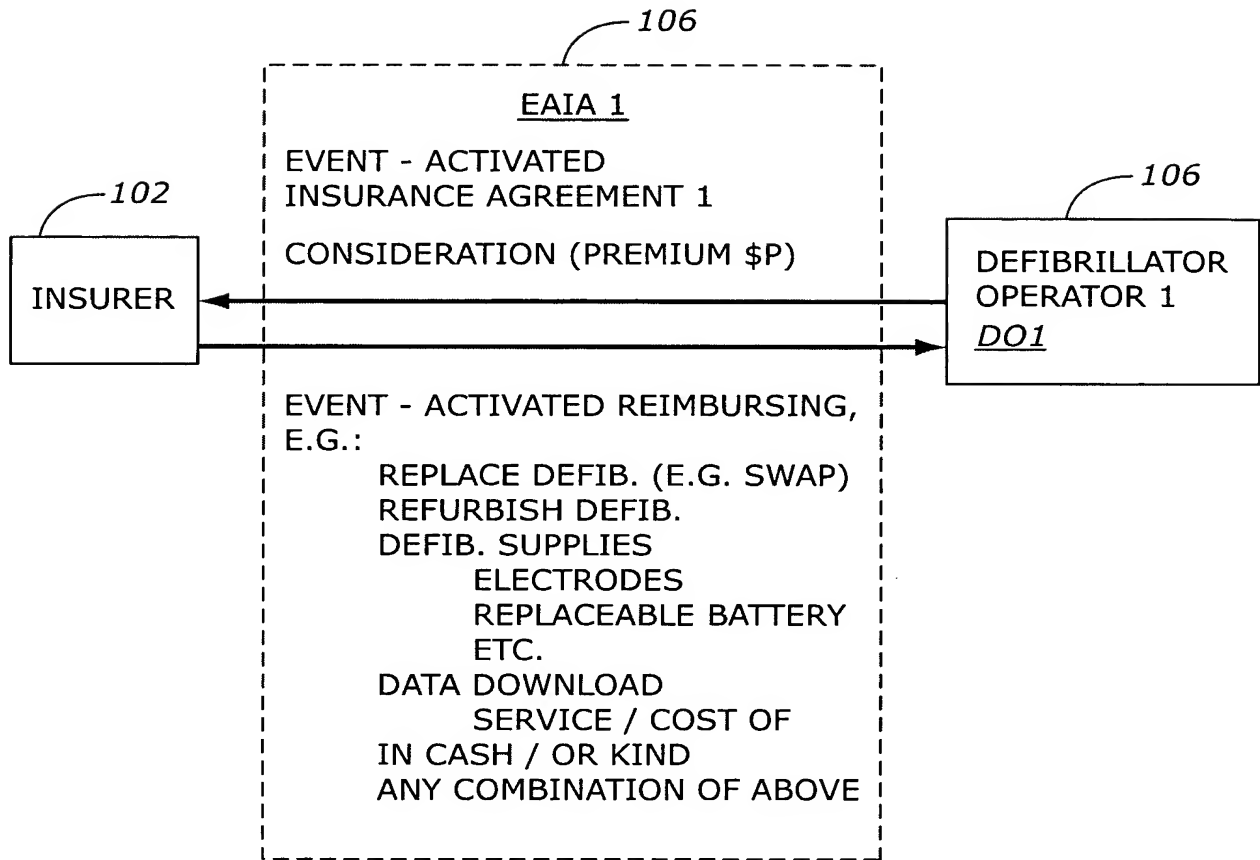 106
EAIA 1
EVENT - ACTIVATED
INSURANCE AGREEMENT 1
102
106
CONSIDERATION (PREMIUM $P)
INSURER
DEFIBRILLATOR
OPERATOR 1
DO1
EVENT - ACTIVATED REIMBURSING,
E.G.:
REPLACE DEFIB. (E.G. SWAP)
REFURBISH DEFIB.
DEFIB. SUPPLIES
ELECTRODES
REPLACEABLE BATTERY
ETC.
DATA DOWNLOAD
SERVICE / COST OF
IN CASH / OR KIND
ANY COMBINATION OF ABOVE